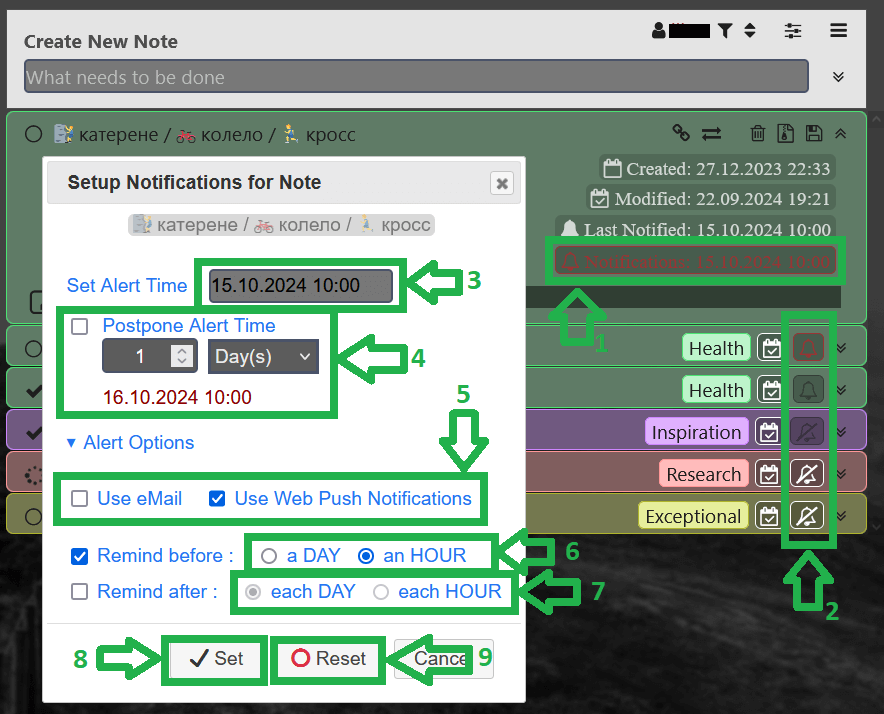 Create New Note
What needs to be done
катерене / колело / кросс
Created: 27.12.2023 22:33
Modified: 22.09.2024 19:21
Last Notified: 15.10.2024 10:00
Notification: 15.10.2024 10:00
1
Setup Notifications for Note
катерене / колело / кросс
Set Alert Time
15.10.2024 10:00
3
Postpone Alert Time
1
Day(s)
4
16.10.2024 10:00
5
Alert Options
Use eMail
Use Web Push Notifications
Remind before :
a DAY
an HOUR
6
Remind after :
each DAY
each HOUR
7
8
Set
Reset
Cance
9
Health
Health
Inspiration
Research
Exceptional
2